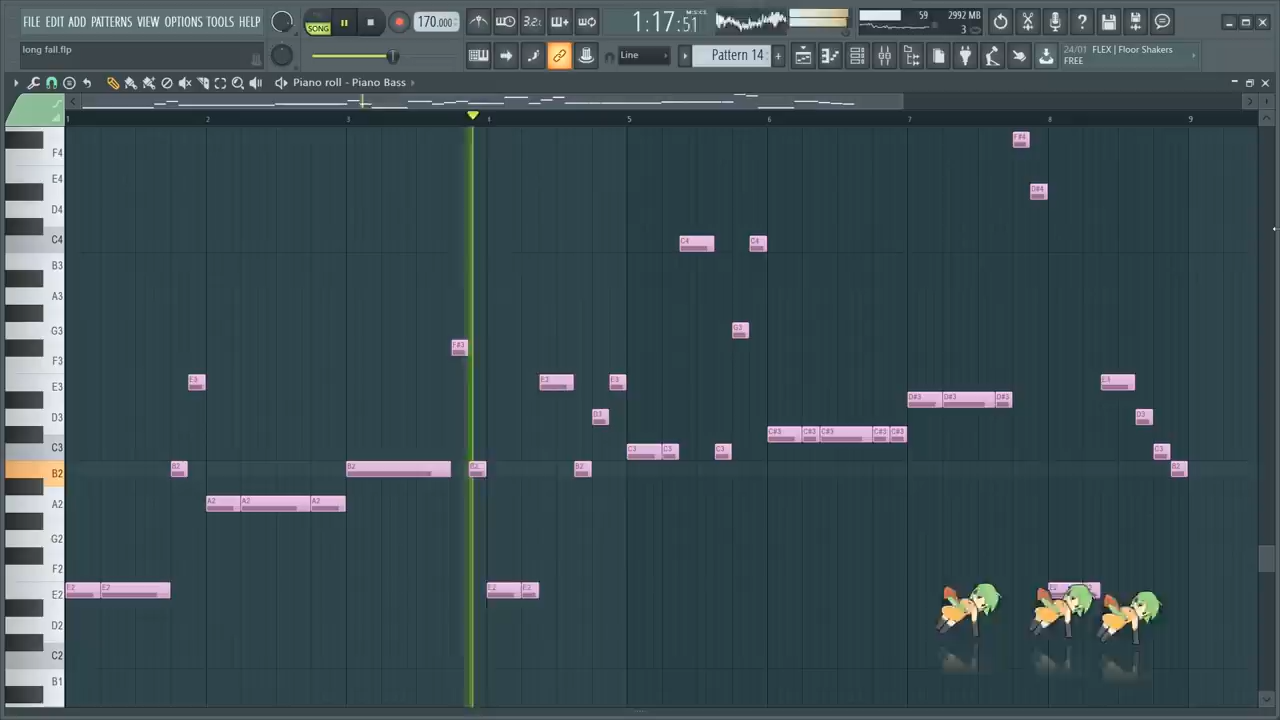 FILE EDIT ADD PATTERNS VIEW OPTIONS TOOLS HELP
SONG
170.000
3.2.
1:17:51
59
2992 MB
3
long fall.flp
Line
Pattern 14
24/01 FLEX | Floor Shakers
FREE
Piano roll - Piano Bass
1 2 3 4 5 6 7 8 9
F4
F#4
E4
D#4
D4
C4
C4
C4
B3
A3
G3
G3
F#3
F3
E3
E3
E3
E3
D3
D3
D3
D#3
D#3
D#3
C#3
C#3
C#3
C#3
C#3
C3
C3
C3
C3
C3
B2
B2
B2
B2
B2
B2
A2
A2
A2
A2
G2
F2
E2
E2
E2
E2
E2
D2
C2
B1